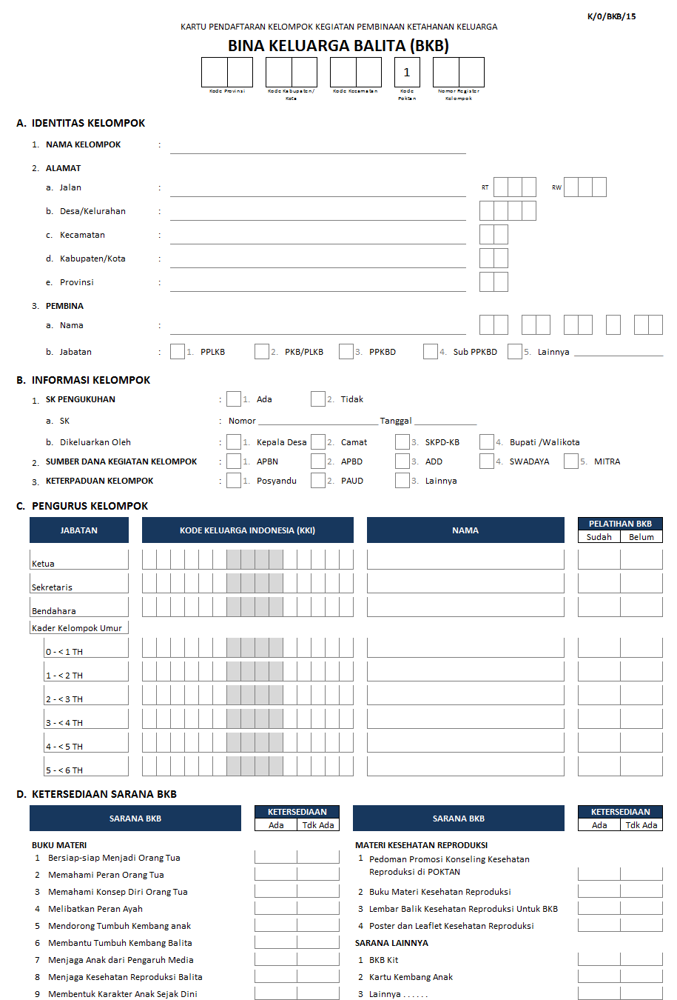 K/0/BKB/15
KARTU PENDAFTARAN KELOMPOK KEGIATAN PEMBINAAN KETAHANAN KELUARGA
BINA KELUARGA BALITA (BKB)
1
Kode Provinsi Kode Kabupaten/ Kota Kode Kecamatan Kode Poktan Nomor Register Kelompok
A. IDENTITAS KELOMPOK
1. NAMA KELOMPOK :
2. ALAMAT
a. Jalan : RT RW
b. Desa/Kelurahan :
c. Kecamatan :
d. Kabupaten/Kota :
e. Provinsi :
3. PEMBINA
a. Nama :
b. Jabatan : 1. PPLKB 2. PKB/PLKB 3. PPKBD 4. Sub PPKBD 5. Lainnya
B. INFORMASI KELOMPOK
1. SK PENGUKUHAN : 1. Ada 2. Tidak
a. SK : Nomor Tanggal
b. Dikeluarkan Oleh : 1. Kepala Desa 2. Camat 3. SKPD-KB 4. Bupati /Walikota
2. SUMBER DANA KEGIATAN KELOMPOK : 1. APBN 2. APBD 3. ADD 4. SWADAYA 5. MITRA
3. KETERPADUAN KELOMPOK : 1. Posyandu 2. PAUD 3. Lainnya
C. PENGURUS KELOMPOK
JABATAN KODE KELUARGA INDONESIA (KKI) NAMA PELATIHAN BKB
Sudah Belum
Ketua
Sekretaris
Bendahara
Kader Kelompok Umur
0 - < 1 TH
1 - < 2 TH
2 - < 3 TH
3 - < 4 TH
4 - < 5 TH
5 - < 6 TH
D. KETERSEDIAAN SARANA BKB
SARANA BKB KETERSEDIAAN
Ada Tdk Ada
BUKU MATERI
1 Bersiap-siap Menjadi Orang Tua
2 Memahami Peran Orang Tua
3 Memahami Konsep Diri Orang Tua
4 Melibatkan Peran Ayah
5 Mendorong Tumbuh Kembang anak
6 Membantu Tumbuh Kembang Balita
7 Menjaga Anak dari Pengaruh Media
8 Menjaga Kesehatan Reproduksi Balita
9 Membentuk Karakter Anak Sejak Dini
SARANA BKB KETERSEDIAAN
Ada Tdk Ada
MATERI KESEHATAN REPRODUKSI
1 Pedoman Promosi Konseling Kesehatan
Reproduksi di POKTAN
2 Buku Materi Kesehatan Reproduksi
3 Lembar Balik Kesehatan Reproduksi Untuk BKB
4 Poster dan Leaflet Kesehatan Reproduksi
SARANA LAINNYA
1 BKB Kit
2 Kartu Kembang Anak
3 Lainnya . . . . . .